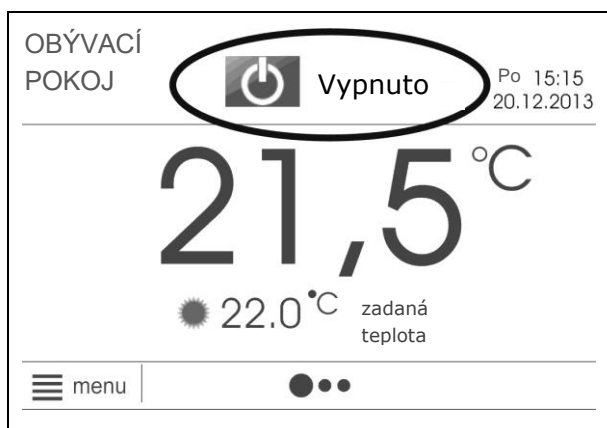 OBÝVACÍ
POKOJ
Vypnuto
Po 15:15
20.12.2013
21,5 °C
22.0 °C zadaná
teplota
menu